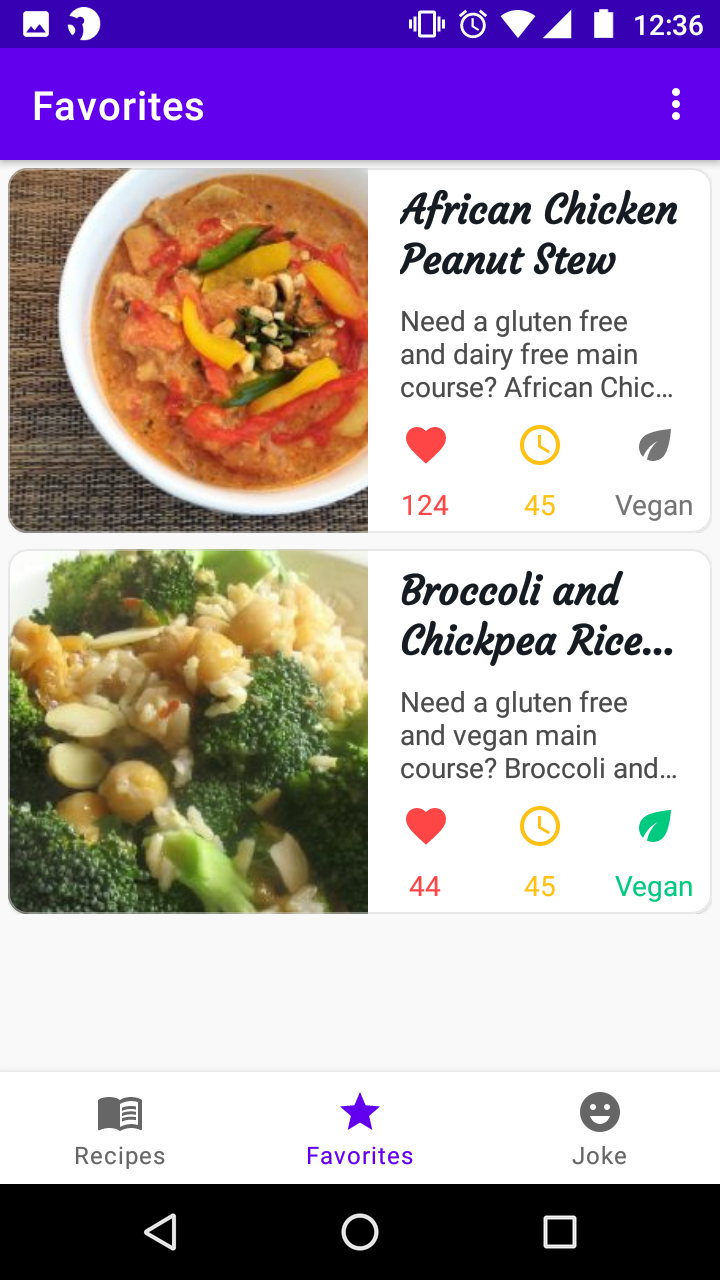 12:36
Favorites
African Chicken
Peanut Stew
Need a gluten free
and dairy free main
course? African Chic...
124
45
Vegan
Broccoli and
Chickpea Rice...
Need a gluten free
and vegan main
course? Broccoli and...
44
45
Vegan
Recipes
Favorites
Joke